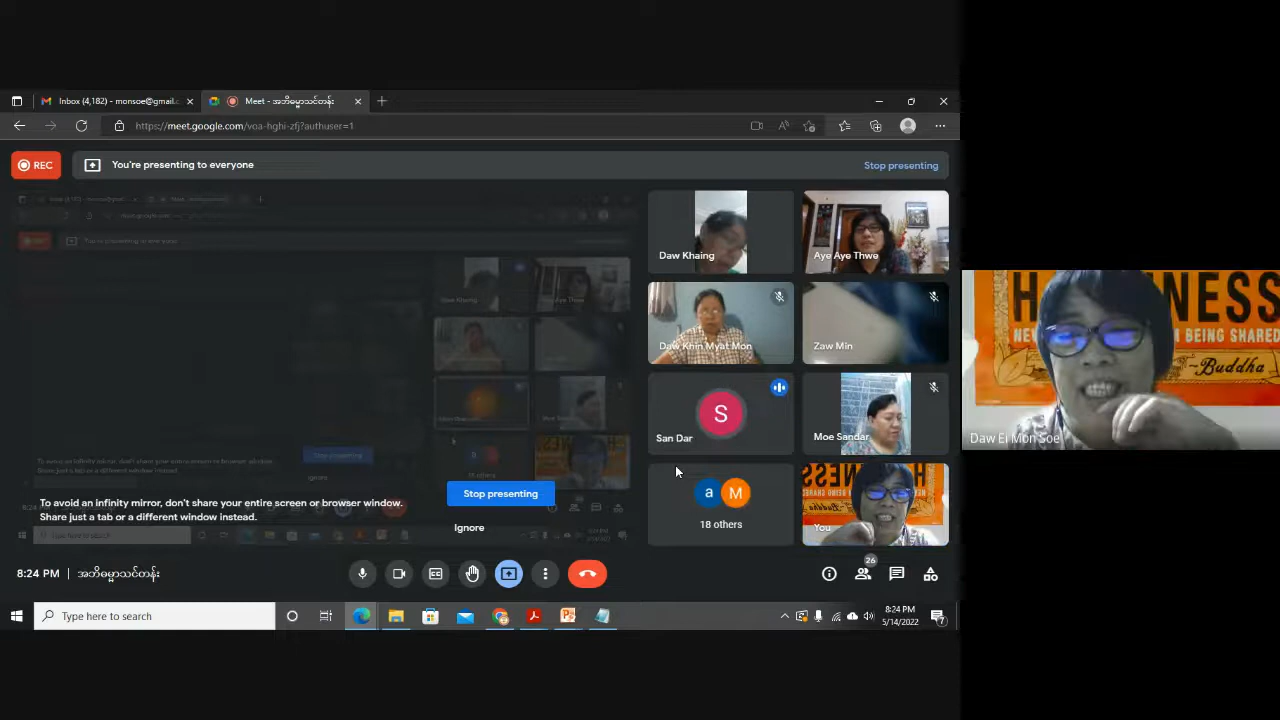 Inbox (4,182) - monsoe@gmail.c
Meet - အဘိဓမ္မာသင်တန်း
https://meet.google.com/voa-hghi-zfj?authuser=1
REC
You're presenting to everyone
Stop presenting
Daw Khaing
Aye Aye Thwe
Daw Khin Myat Mon
Zaw Min
S
San Dar
Moe Sandar
a
M
18 others
You
To avoid an infinity mirror, don't share your entire screen or browser window.
Share just a tab or a different window instead.
Stop presenting
Ignore
8:24 PM | အဘိဓမ္မာသင်တန်း
26
Type here to search
8:24 PM
5/14/2022
7
BEING SHARED
Buddha
Daw Ei Mon Soe